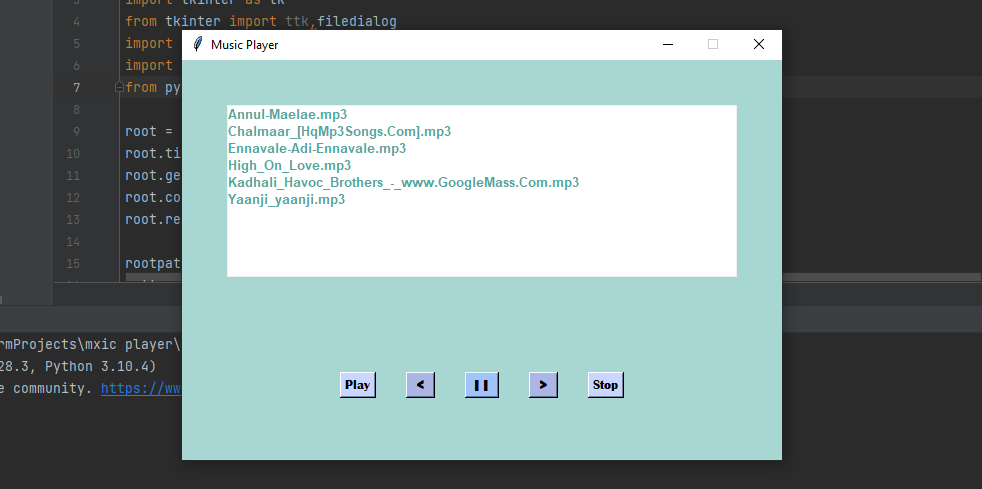 3 import tkinter as tk
4 from tkinter import ttk,filedialog
5 import
6 import
7 from py
8
9 root =
10 root.ti
11 root.ge
12 root.co
13 root.re
14
15 rootpat
Music Player
Annul-Maelae.mp3
Chalmaar_[HqMp3Songs.Com].mp3
Ennavale-Adi-Ennavale.mp3
High_On_Love.mp3
Kadhali_Havoc_Brothers_-_www.GoogleMass.Com.mp3
Yaanji_yaanji.mp3
Play < ❙❙ > Stop
rmProjects\mxic player\
28.3, Python 3.10.4)
e community. https://ww